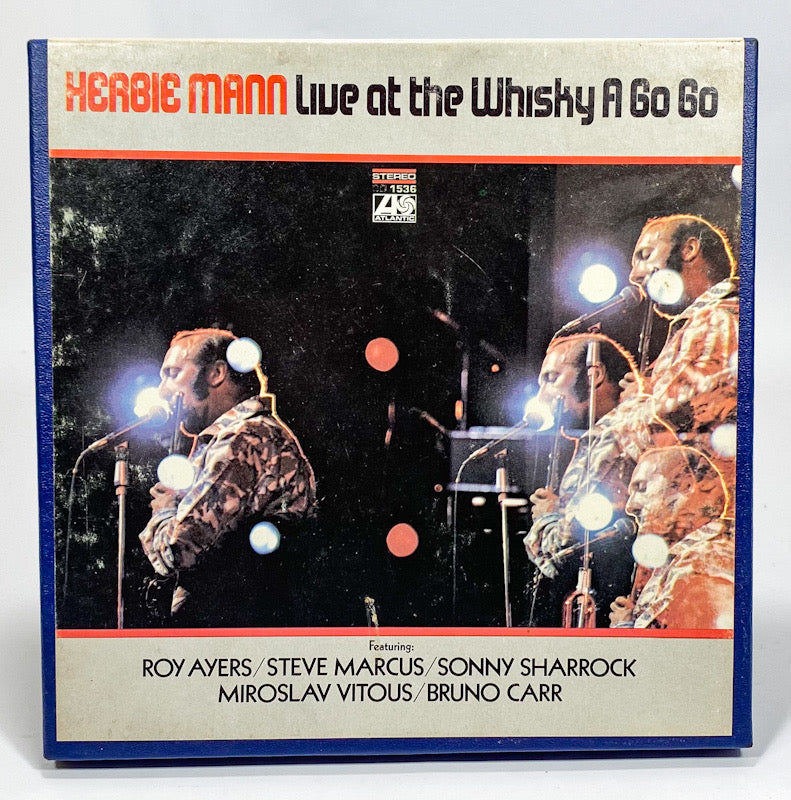 HERBIE MANN Live at the Whisky A Go Go
STEREO
1536
ATLANTIC
Featuring:
ROY AYERS/STEVE MARCUS/SONNY SHARROCK
MIROSLAV VITOUS/BRUNO CARR